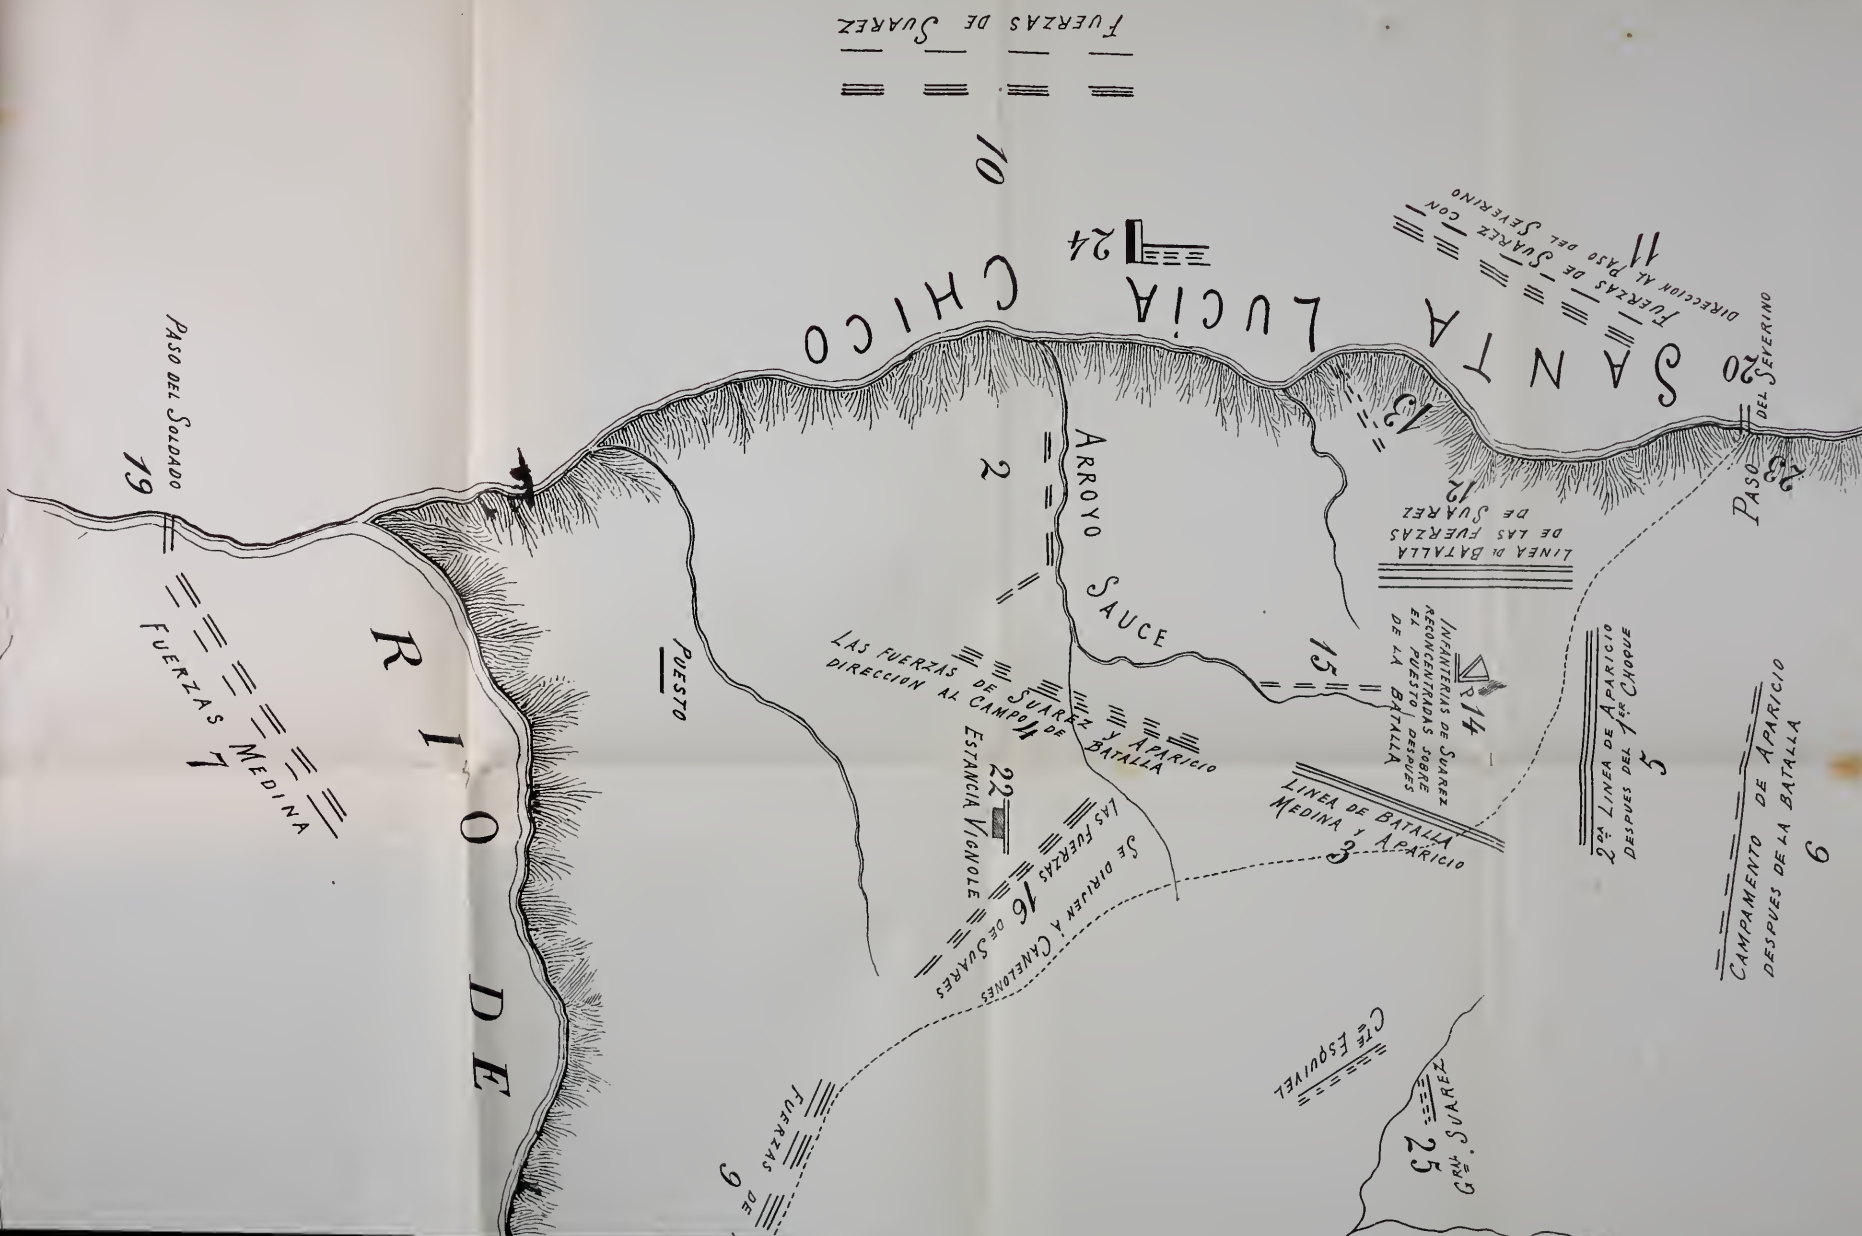 FUERZAS DE SUAREZ
10
24
DIRECCION AL PASO DEL SEVERINO
FUERZAS DE SUAREZ CON
11
SANTA LUCÍA CHICO
20
PASO DEL SEVERINO
23
13
PASO DEL SOLDADO
19
FUERZAS MEDINA
7
RIO DE
PUESTO
2
ARROYO SAUCE
12
LINEA DE BATALLA
DE LAS FUERZAS
DE SUAREZ
15
INFANTERIAS DE SUAREZ
RECONCENTRADAS SOBRE
EL PUESTO, DESPUES
DE LA BATALLA
P
14
LAS FUERZAS DE SUAREZ Y APARICIO
DIRECCION AL CAMPO DE BATALLA
4
22
ESTANCIA VIGNOLE
LAS FUERZAS DE SUARES
16
SE DIRIJEN À CANELONES
LINEA DE BATALLA
MEDINA Y APARICIO
3
2DA LINEA DE APARICIO
DESPUES DEL 1ER CHOQUE
5
CAMPAMENTO DE APARICIO
DESPUES DE LA BATALLA
6
FUERZAS DE
9
CTE ESQUIVEL
GRAL. SUAREZ
25